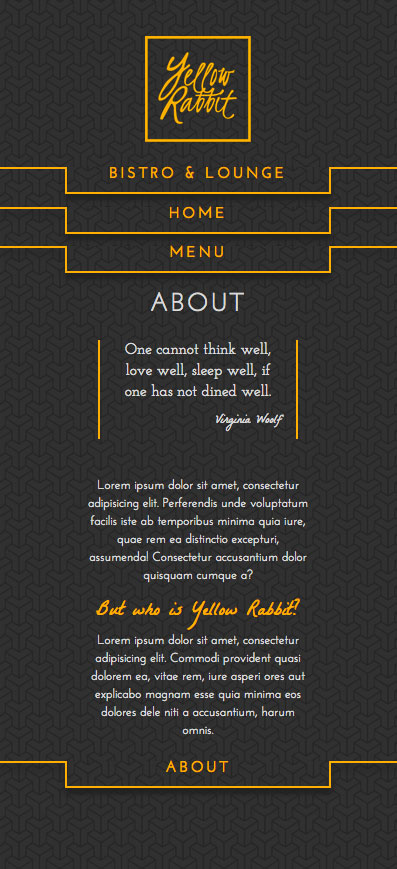 Yellow
Rabbit
BISTRO & LOUNGE
HOME
MENU
ABOUT
One cannot think well,
love well, sleep well, if
one has not dined well.
Virginia Woolf
Lorem ipsum dolor sit amet, consectetur
adipisicing elit. Perferendis unde voluptatum
facilis iste ab temporibus minima quia iure,
quae rem ea distinctio excepturi,
assumendal Consectetur accusantium dolor
quisquam cumque a?
But who is Yellow Rabbit?
Lorem ipsum dolor sit amet, consectetur
adipisicing elit. Commodi provident quasi
dolorem ea, vitae rem, iure asperi ores aut
explicabo magnam esse quia minima eos
dolores dele niti a accusantium, harum
omnis.
ABOUT